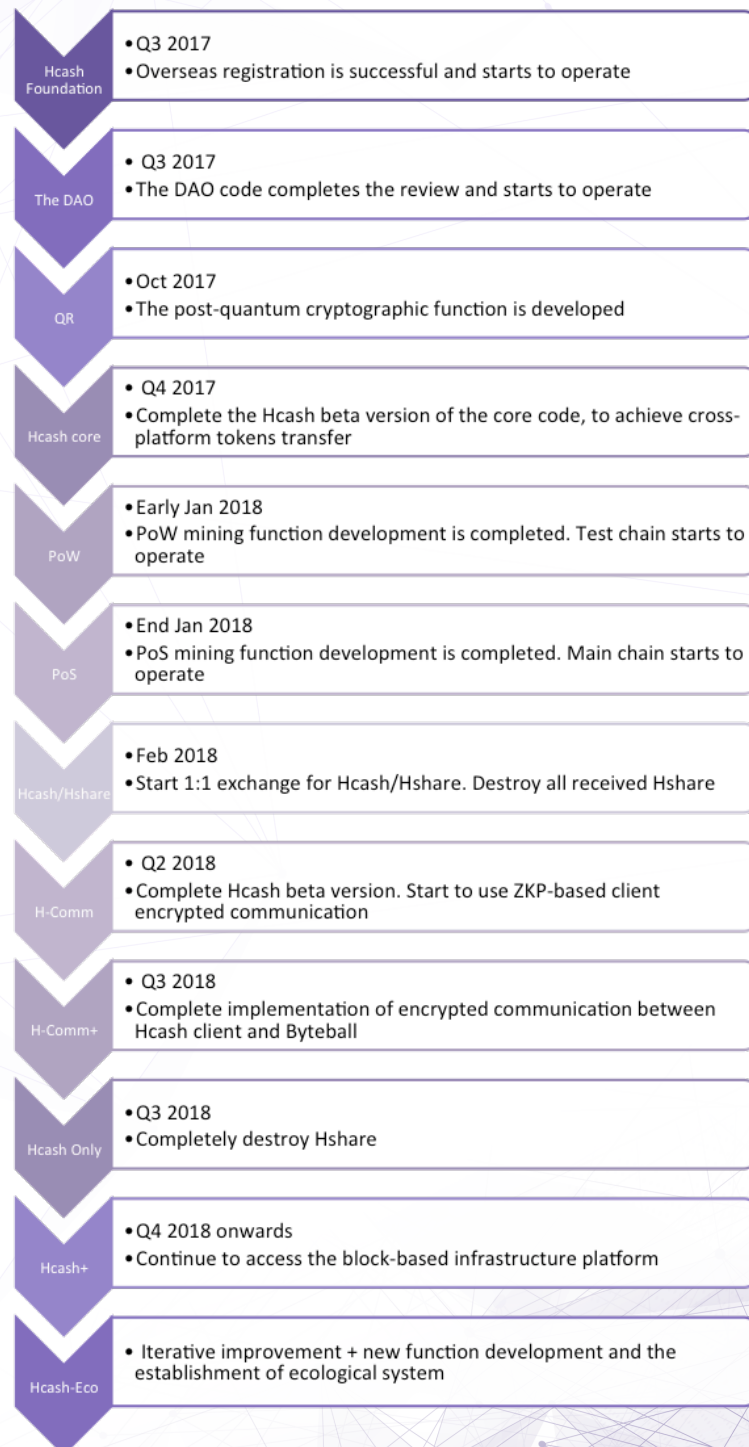 Hcash
Foundation
•Q3 2017
•Overseas registration is successful and starts to operate
The DAO
• Q3 2017
•The DAO code completes the review and starts to operate
QR
•Oct 2017
•The post-quantum cryptographic function is developed
Hcash core
• Q4 2017
•Complete the Hcash beta version of the core code, to achieve cross-
platform tokens transfer
PoW
•Early Jan 2018
•PoW mining function development is completed. Test chain starts to
operate
PoS
•End Jan 2018
•PoS mining function development is completed. Main chain starts to
operate
Hcash/Hshare
•Feb 2018
•Start 1:1 exchange for Hcash/Hshare. Destroy all received Hshare
H-Comm
• Q2 2018
•Complete Hcash beta version. Start to use ZKP-based client
encrypted communication
H-Comm+
• Q3 2018
•Complete implementation of encrypted communication between
Hcash client and Byteball
Hcash Only
•Q3 2018
•Completely destroy Hshare
Hcash+
•Q4 2018 onwards
•Continue to access the block-based infrastructure platform
Hcash-Eco
• Iterative improvement + new function development and the
establishment of ecological system